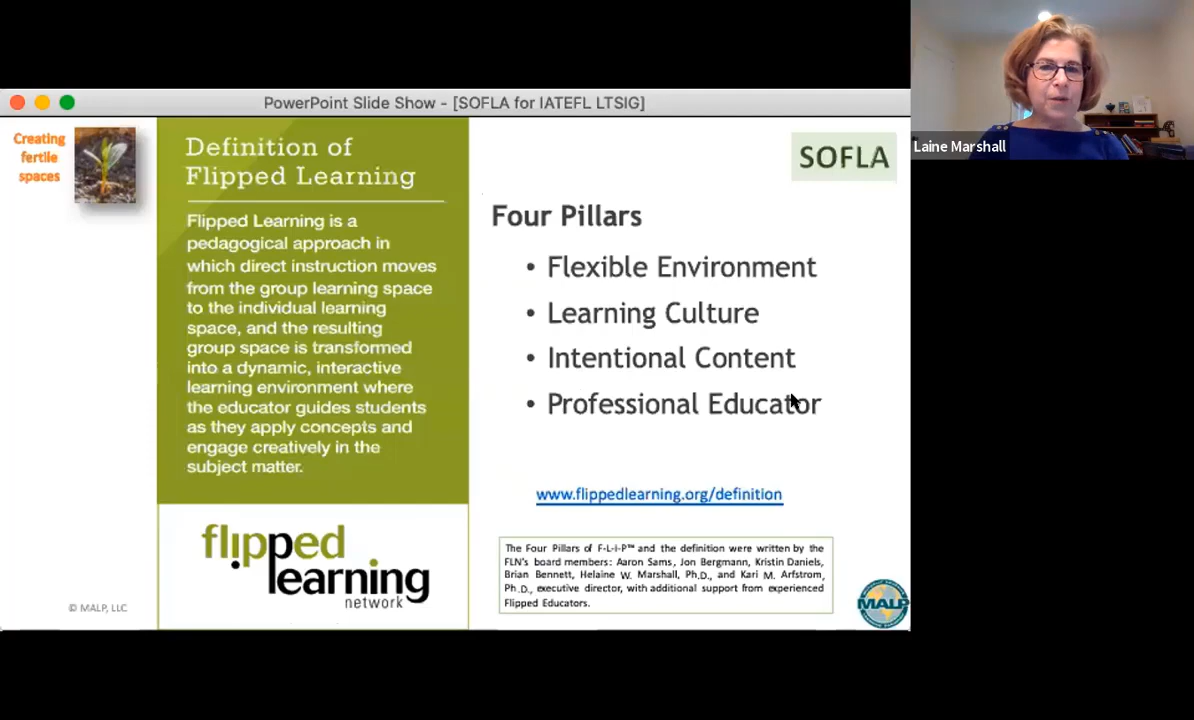 PowerPoint Slide Show - [SOFLA for IATEFL LTSIG]
Laine Marshall
Creating
fertile
spaces
Definition of
Flipped Learning
Flipped Learning is a
pedagogical approach in
which direct instruction moves
from the group learning space
to the individual learning
space, and the resulting
group space is transformed
into a dynamic, interactive
learning environment where
the educator guides students
as they apply concepts and
engage creatively in the
subject matter.
flipped
learning
network
© MALP, LLC
SOFLA
Four Pillars
• Flexible Environment
• Learning Culture
• Intentional Content
• Professional Educator
www.flippedlearning.org/definition
The Four Pillars of F-L-I-P™ and the definition were written by the
FLN's board members: Aaron Sams, Jon Bergmann, Kristin Daniels,
Brian Bennett, Helaine W. Marshall, Ph.D., and Kari M. Arfstrom,
Ph.D., executive director, with additional support from experienced
Flipped Educators.
MALP